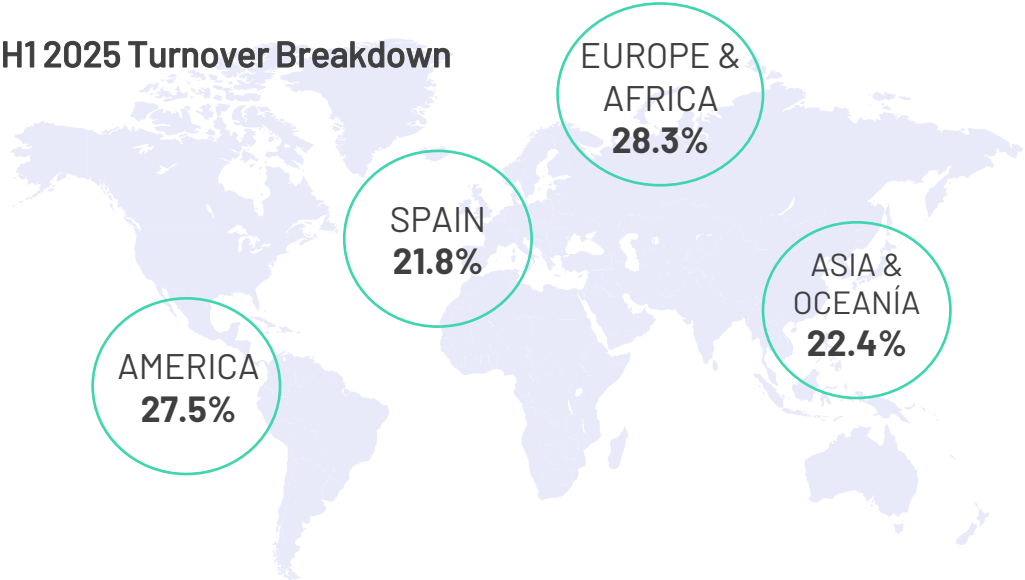 H1 2025 Turnover Breakdown
EUROPE &
AFRICA
28.3%
SPAIN
21.8%
ASIA &
OCEANÍA
22.4%
AMERICA
27.5%